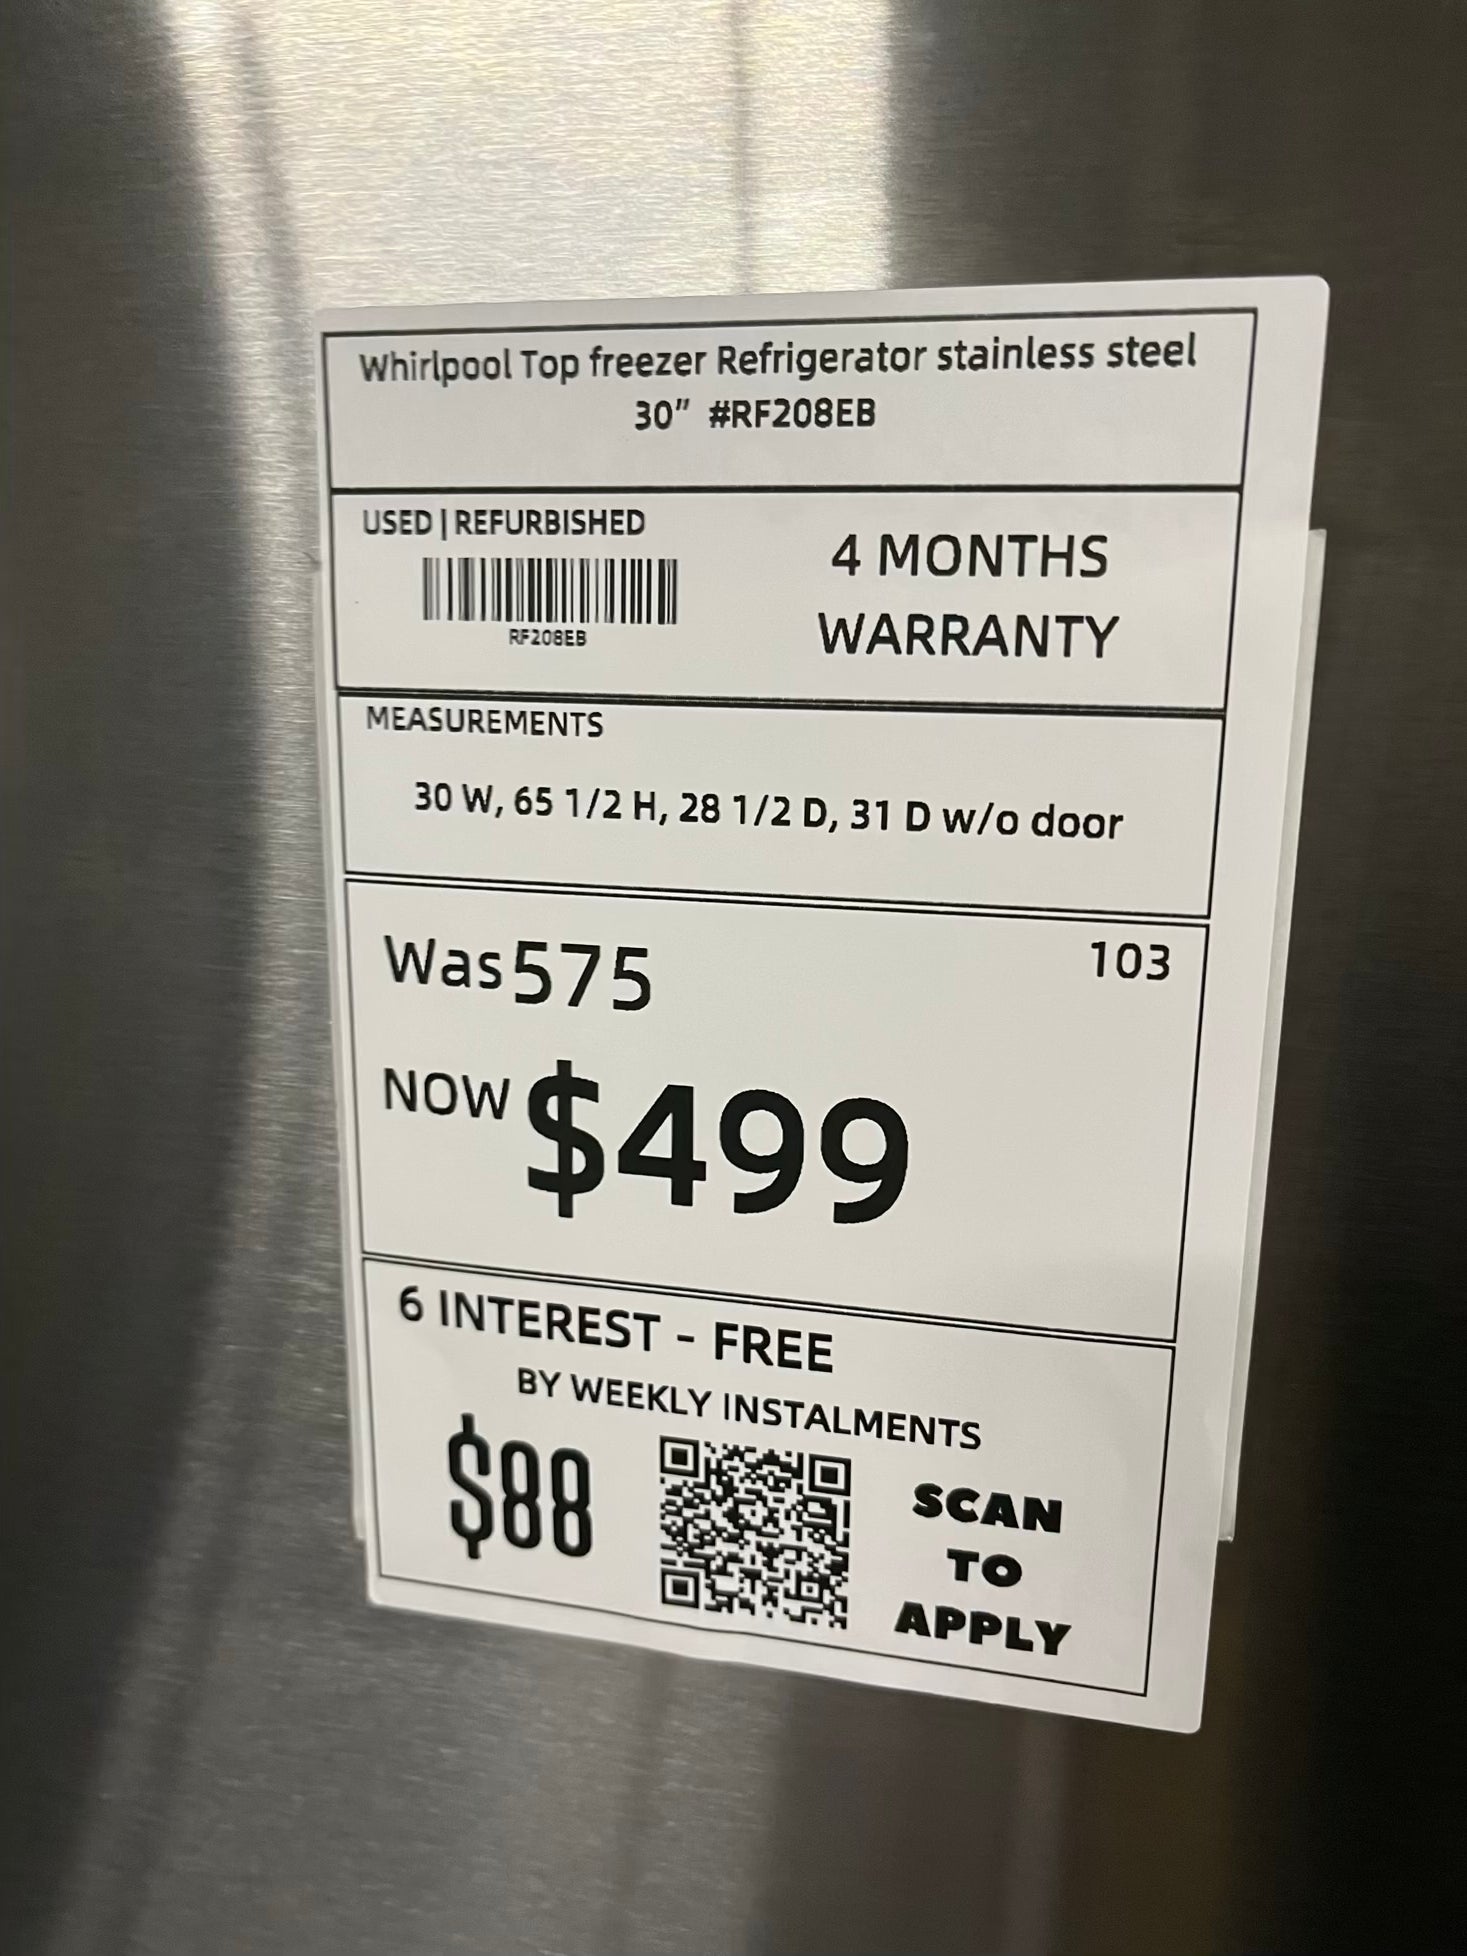 Whirlpool Top freezer Refrigerator stainless steel
30" #RF208EB
USED | REFURBISHED
RF208EB
4 MONTHS
WARRANTY
MEASUREMENTS
30 W, 65 1/2 H, 28 1/2 D, 31 D w/o door
Was 575
103
NOW $499
6 INTEREST - FREE
BY WEEKLY INSTALMENTS
$88
SCAN
TO
APPLY